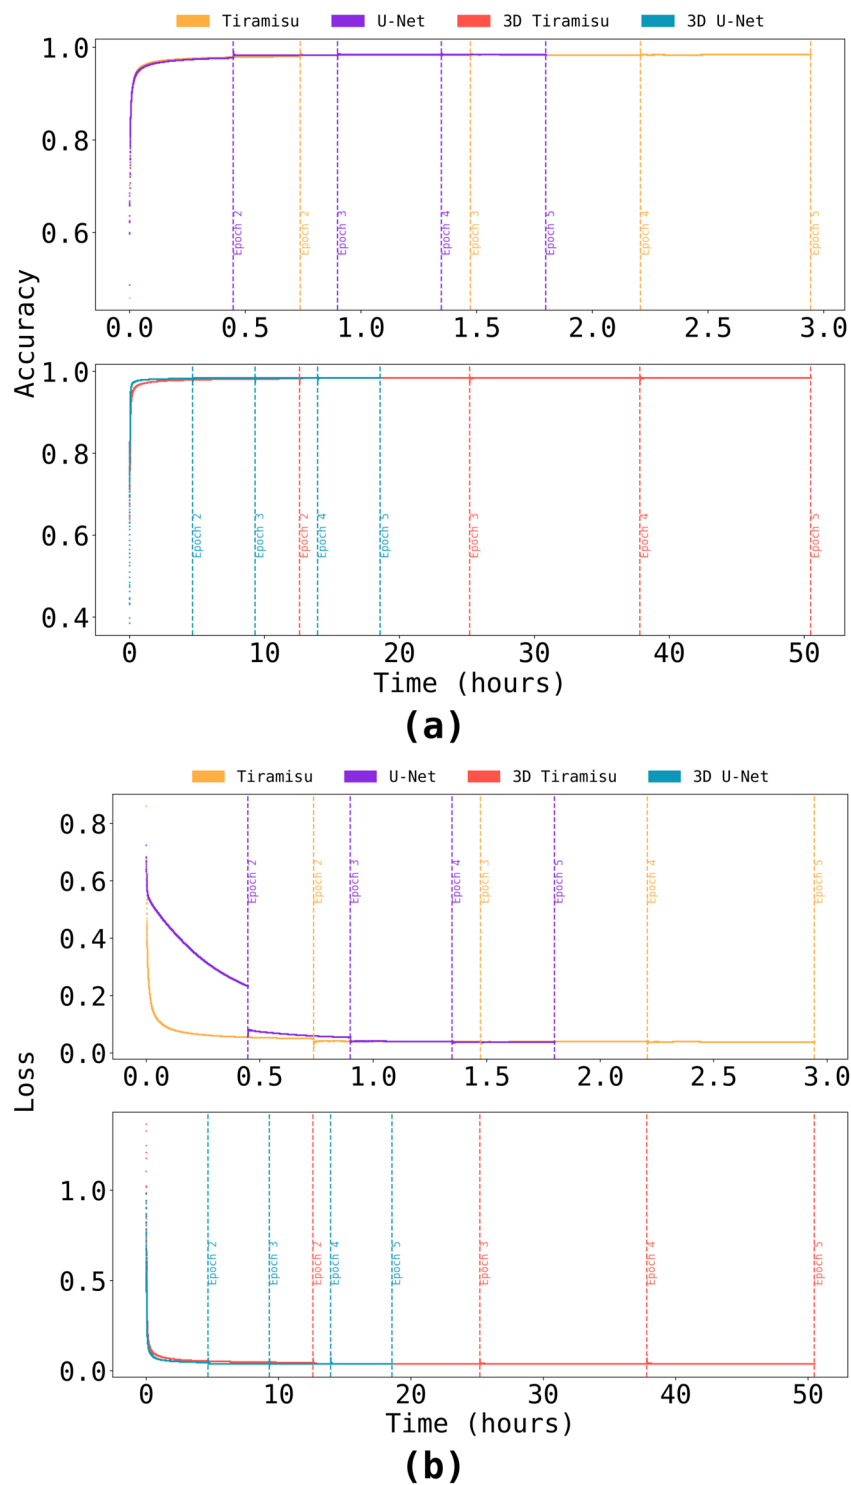 Tiramisu U-Net 3D Tiramisu 3D U-Net
1.0
0.8
0.6
Epoch 2 Epoch 2 Epoch 3 Epoch 4 Epoch 3 Epoch 5 Epoch 4 Epoch 5
0.0 0.5 1.0 1.5 2.0 2.5 3.0
Accuracy
1.0
0.8
0.6
0.4
Epoch 2 Epoch 3 Epoch 2 Epoch 4 Epoch 5 Epoch 3 Epoch 4 Epoch 5
0 10 20 30 40 50
Time (hours)
(a)
Tiramisu U-Net 3D Tiramisu 3D U-Net
0.8
0.6
0.4
0.2
0.0
Epoch 2 Epoch 2 Epoch 3 Epoch 4 Epoch 3 Epoch 5 Epoch 4 Epoch 5
0.0 0.5 1.0 1.5 2.0 2.5 3.0
Loss
1.0
0.5
0.0
Epoch 2 Epoch 3 Epoch 2 Epoch 4 Epoch 5 Epoch 3 Epoch 4 Epoch 5
0 10 20 30 40 50
Time (hours)
(b)